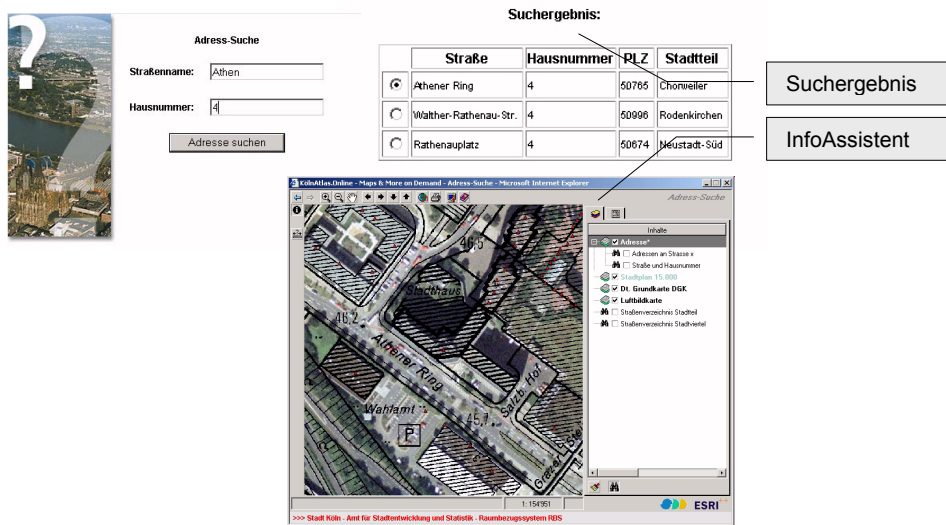 ?
Adress-Suche
Straßenname: Athen
Hausnummer: 4
Adresse suchen
Suchergebnis:
Straße Hausnummer PLZ Stadtteil
Athener Ring 4 50765 Chorweiler
Walther-Rathenau-Str. 4 50996 Rodenkirchen
Rathenauplatz 4 50674 Neustadt-Süd
Suchergebnis
InfoAssistent
KölnAtlas.Online - Maps & More on Demand - Adress-Suche - Microsoft Internet Explorer
Adress-Suche
Inhalte
Adresse*
Adressen an Strasse x
Straße und Hausnummer
Stadtplan 15.000
Dt. Grundkarte DGK
Luftbildkarte
Straßenverzeichnis Stadtteil
Straßenverzeichnis Stadtviertel
46,5
Stadthaus
46,2
Athener Ring
Salzb. Hof
Wahlamt
45,7
P
Grazer
1: 154'951
ESRI
>>> Stadt Köln - Amt für Stadtentwicklung und Statistik - Raumbezugssystem RBS